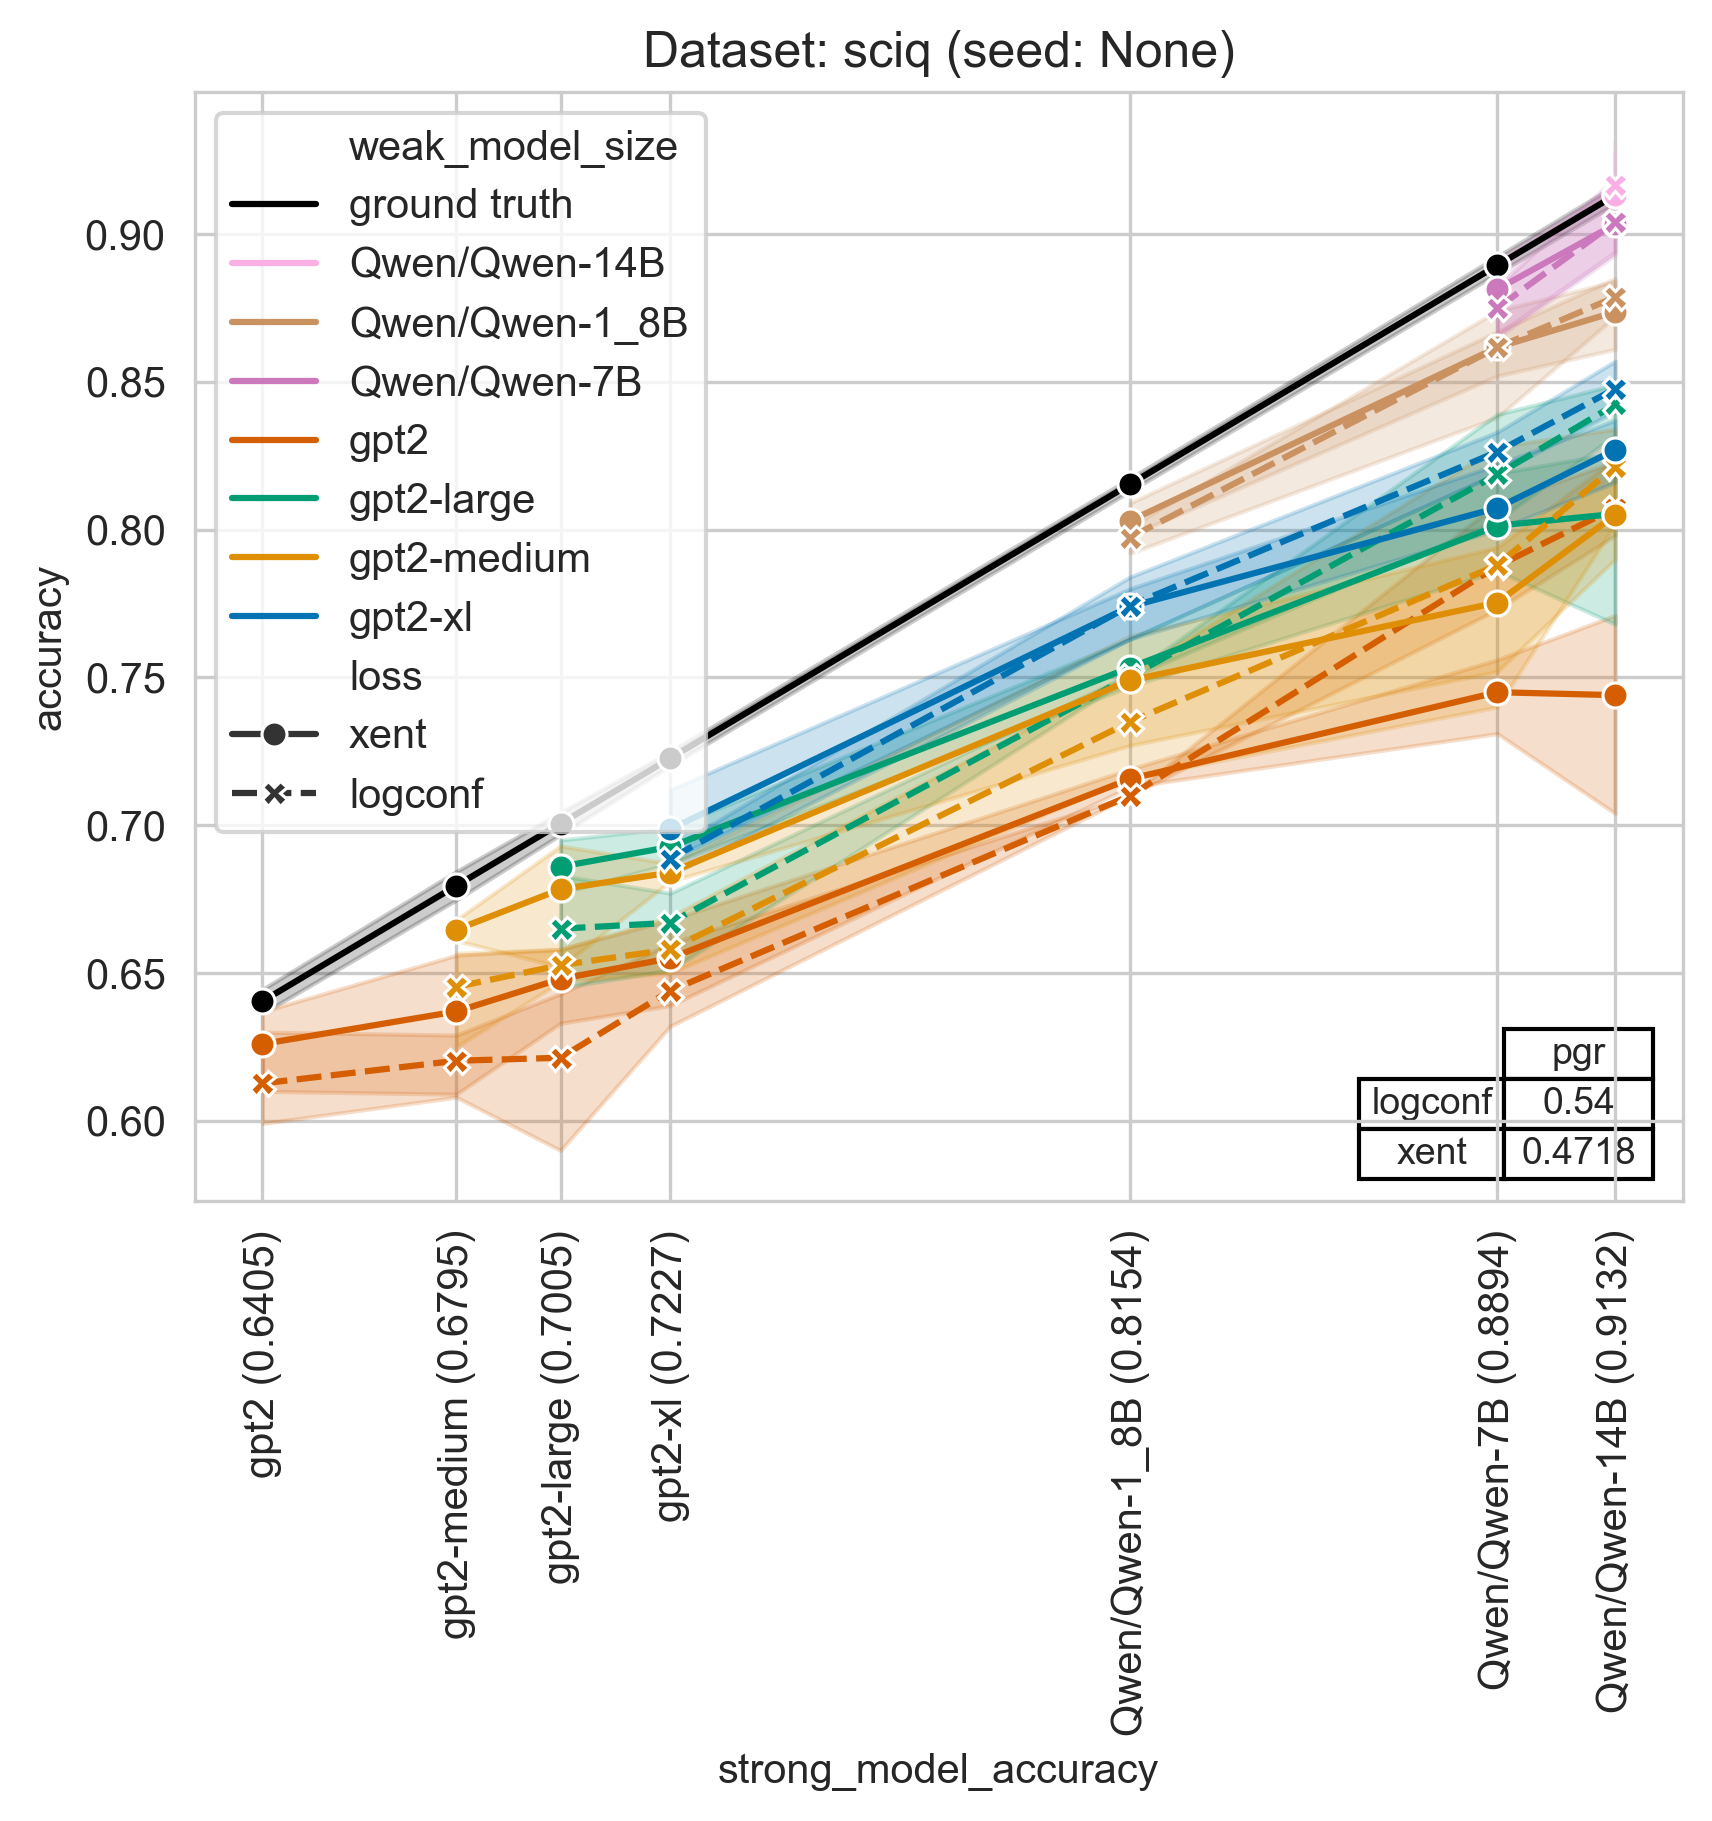 Dataset: sciq (seed: None)
accuracy
0.90
0.85
0.80
0.75
0.70
0.65
0.60
weak_model_size
ground truth
Qwen/Qwen-14B
Qwen/Qwen-1_8B
Qwen/Qwen-7B
gpt2
gpt2-large
gpt2-medium
gpt2-xl
loss
xent
logconf
pgr
logconf 0.54
xent 0.4718
gpt2 (0.6405)
gpt2-medium (0.6795)
gpt2-large (0.7005)
gpt2-xl (0.7227)
Qwen/Qwen-1_8B (0.8154)
Qwen/Qwen-7B (0.8894)
Qwen/Qwen-14B (0.9132)
strong_model_accuracy